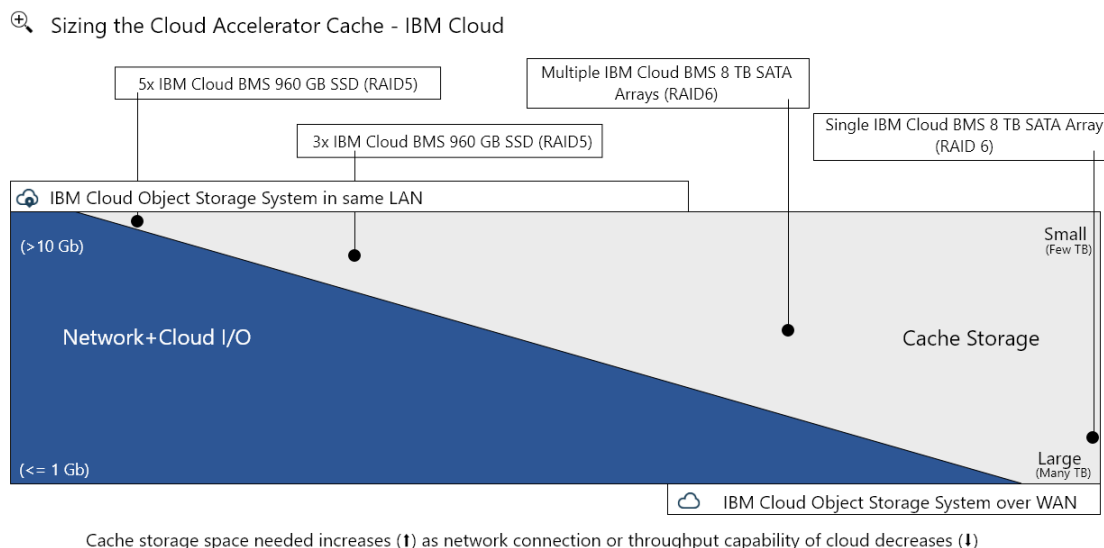 Sizing the Cloud Accelerator Cache - IBM Cloud
5x IBM Cloud BMS 960 GB SSD (RAID5)
Multiple IBM Cloud BMS 8 TB SATA
Arrays (RAID6)
3x IBM Cloud BMS 960 GB SSD (RAID5)
Single IBM Cloud BMS 8 TB SATA Array
(RAID 6)
IBM Cloud Object Storage System in same LAN
(>10 Gb)
Small
(Few TB)
Network+Cloud I/O
Cache Storage
(<= 1 Gb)
Large
(Many TB)
IBM Cloud Object Storage System over WAN
Cache storage space needed increases (⬆) as network connection or throughput capability of cloud decreases (⬇)